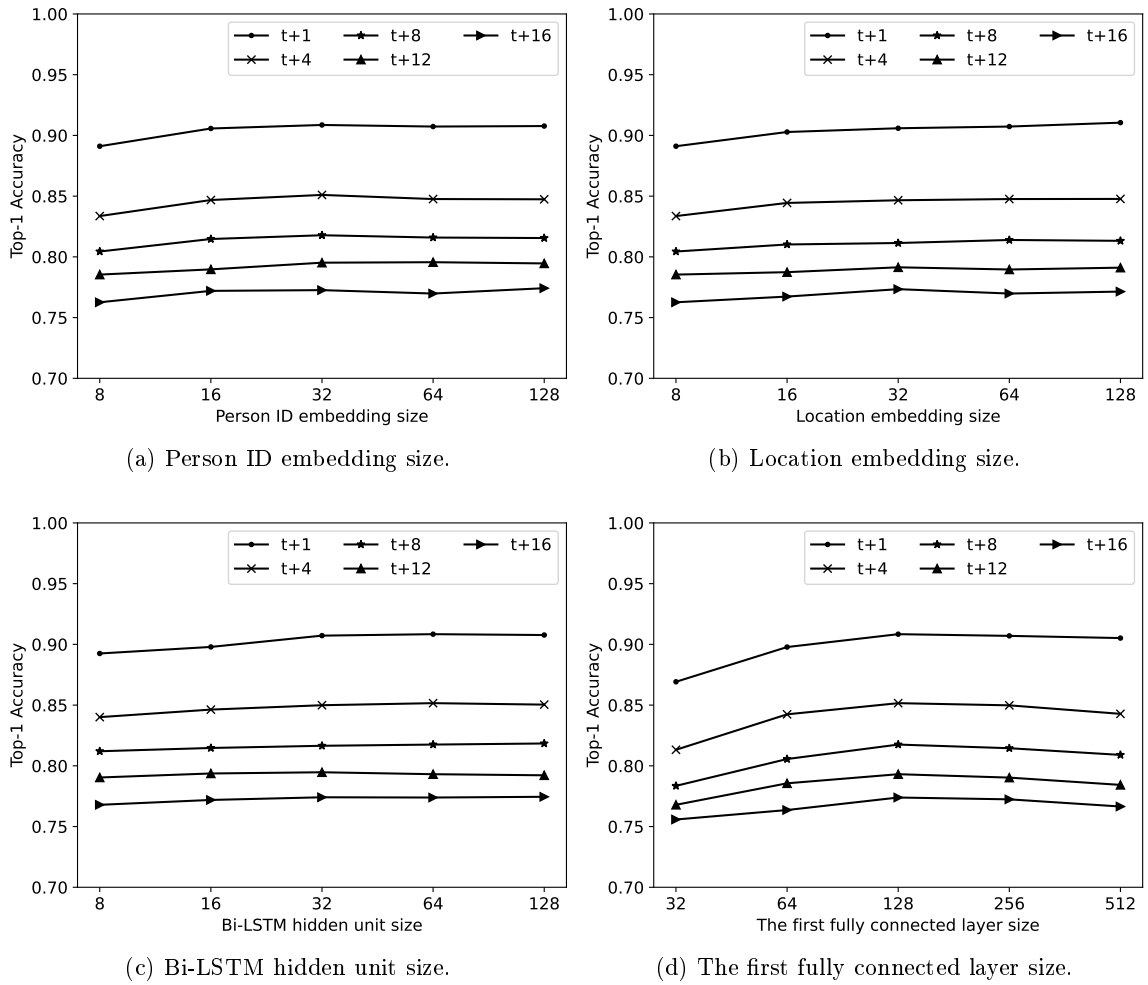 1.00
0.95
0.90
0.85
0.80
0.75
0.70
Top-1 Accuracy
t+1 t+8 t+16
t+4 t+12
8 16 32 64 128
Person ID embedding size
(a) Person ID embedding size.
1.00
0.95
0.90
0.85
0.80
0.75
0.70
Top-1 Accuracy
t+1 t+8 t+16
t+4 t+12
8 16 32 64 128
Location embedding size
(b) Location embedding size.
1.00
0.95
0.90
0.85
0.80
0.75
0.70
Top-1 Accuracy
t+1 t+8 t+16
t+4 t+12
8 16 32 64 128
Bi-LSTM hidden unit size
(c) Bi-LSTM hidden unit size.
1.00
0.95
0.90
0.85
0.80
0.75
0.70
Top-1 Accuracy
t+1 t+8 t+16
t+4 t+12
32 64 128 256 512
The first fully connected layer size
(d) The first fully connected layer size.